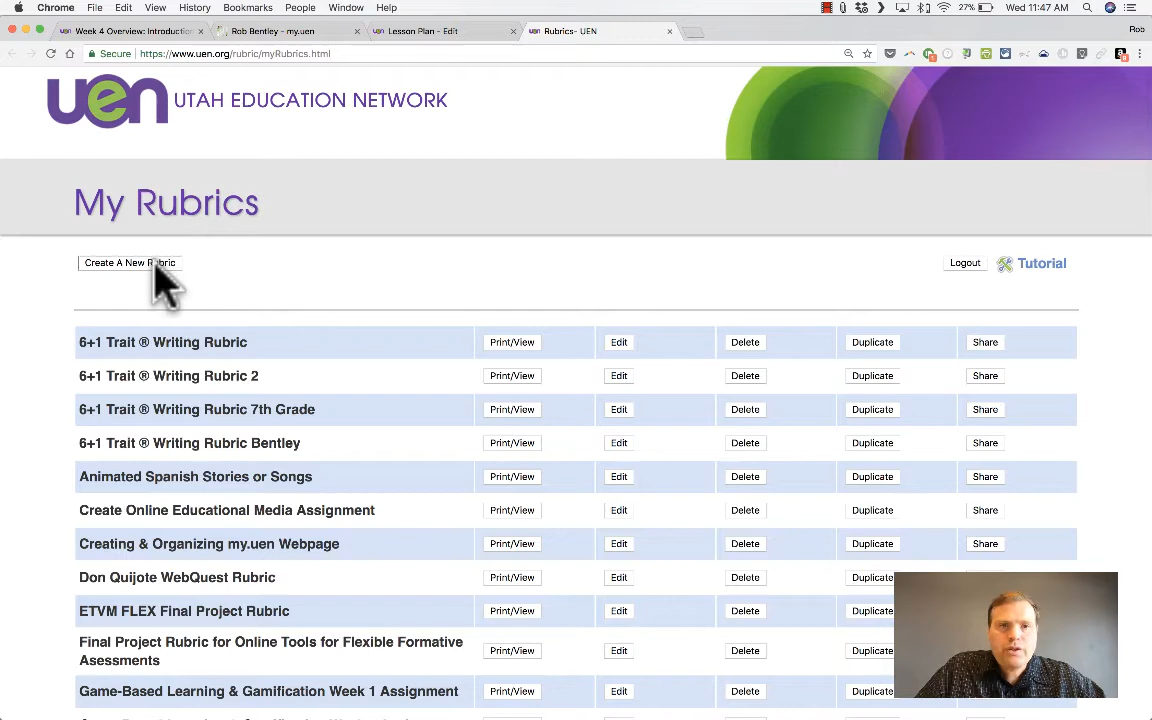 Chrome File Edit View History Bookmarks People Window Help 27% Wed 11:47 AM
Week 4 Overview: Introduction Rob Bentley - my.uen Lesson Plan - Edit Rubrics- UEN Rob
Secure https://www.uen.org/rubric/myRubrics.html
uen UTAH EDUCATION NETWORK
My Rubrics
Create A New Rubric Logout Tutorial
6+1 Trait ® Writing Rubric Print/View Edit Delete Duplicate Share
6+1 Trait ® Writing Rubric 2 Print/View Edit Delete Duplicate Share
6+1 Trait ® Writing Rubric 7th Grade Print/View Edit Delete Duplicate Share
6+1 Trait ® Writing Rubric Bentley Print/View Edit Delete Duplicate Share
Animated Spanish Stories or Songs Print/View Edit Delete Duplicate Share
Create Online Educational Media Assignment Print/View Edit Delete Duplicate Share
Creating & Organizing my.uen Webpage Print/View Edit Delete Duplicate Share
Don Quijote WebQuest Rubric Print/View Edit Delete Duplicate
ETVM FLEX Final Project Rubric Print/View Edit Delete Duplicate
Final Project Rubric for Online Tools for Flexible Formative
Asessments Print/View Edit Delete Duplicate
Game-Based Learning & Gamification Week 1 Assignment Print/View Edit Delete Duplicate